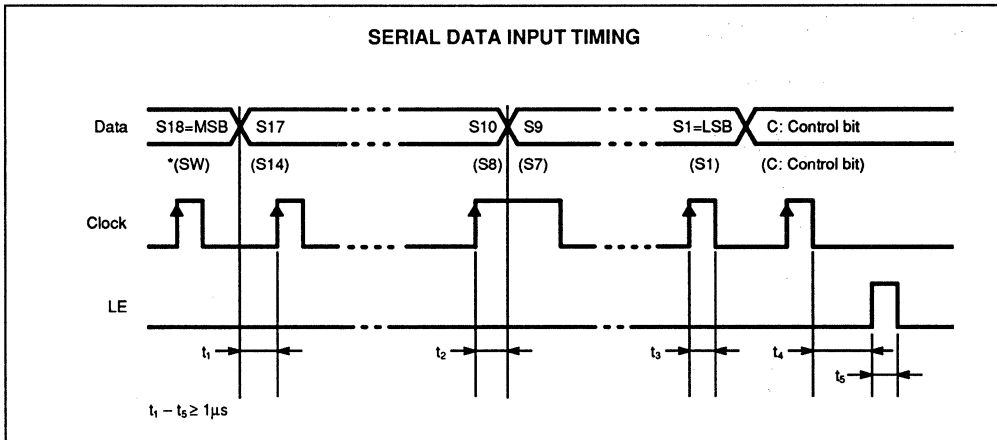 SERIAL DATA INPUT TIMING
Data S18=MSB S17 S10 S9 S1=LSB C: Control bit
*(SW) (S14) (S8) (S7) (S1) (C: Control bit)
Clock
LE
t₁ t₂ t₃ t₄
t₅
t₁ – t₅ ≥ 1µs